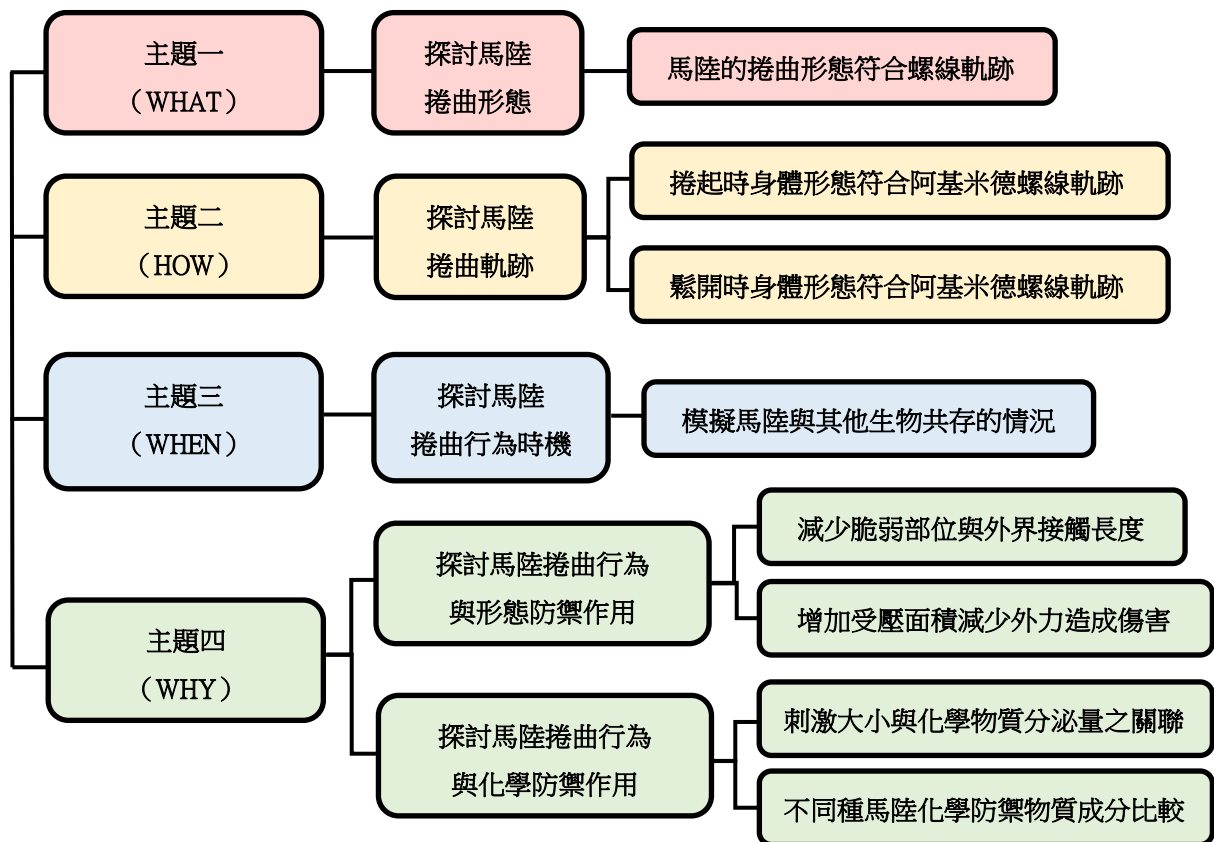 主題一
（WHAT）
探討馬陸
捲曲形態
馬陸的捲曲形態符合螺線軌跡
主題二
（HOW）
探討馬陸
捲曲軌跡
捲起時身體形態符合阿基米德螺線軌跡
鬆開時身體形態符合阿基米德螺線軌跡
主題三
（WHEN）
探討馬陸
捲曲行為時機
模擬馬陸與其他生物共存的情況
主題四
（WHY）
探討馬陸捲曲行為
與形態防禦作用
減少脆弱部位與外界接觸長度
增加受壓面積減少外力造成傷害
探討馬陸捲曲行為
與化學防禦作用
刺激大小與化學物質分泌量之關聯
不同種馬陸化學防禦物質成分比較